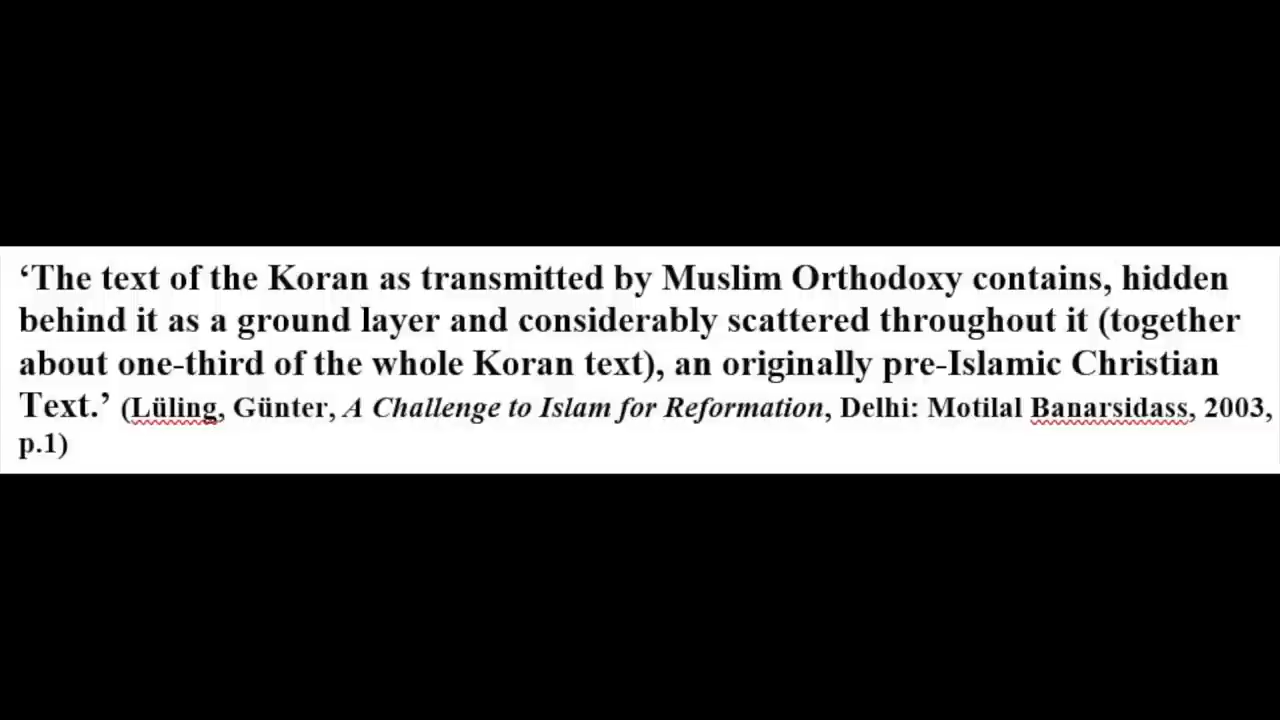 ‘The text of the Koran as transmitted by Muslim Orthodoxy contains, hidden
behind it as a ground layer and considerably scattered throughout it (together
about one-third of the whole Koran text), an originally pre-Islamic Christian
Text.’ (Lüling, Günter, A Challenge to Islam for Reformation, Delhi: Motilal Banarsidass, 2003,
p.1)